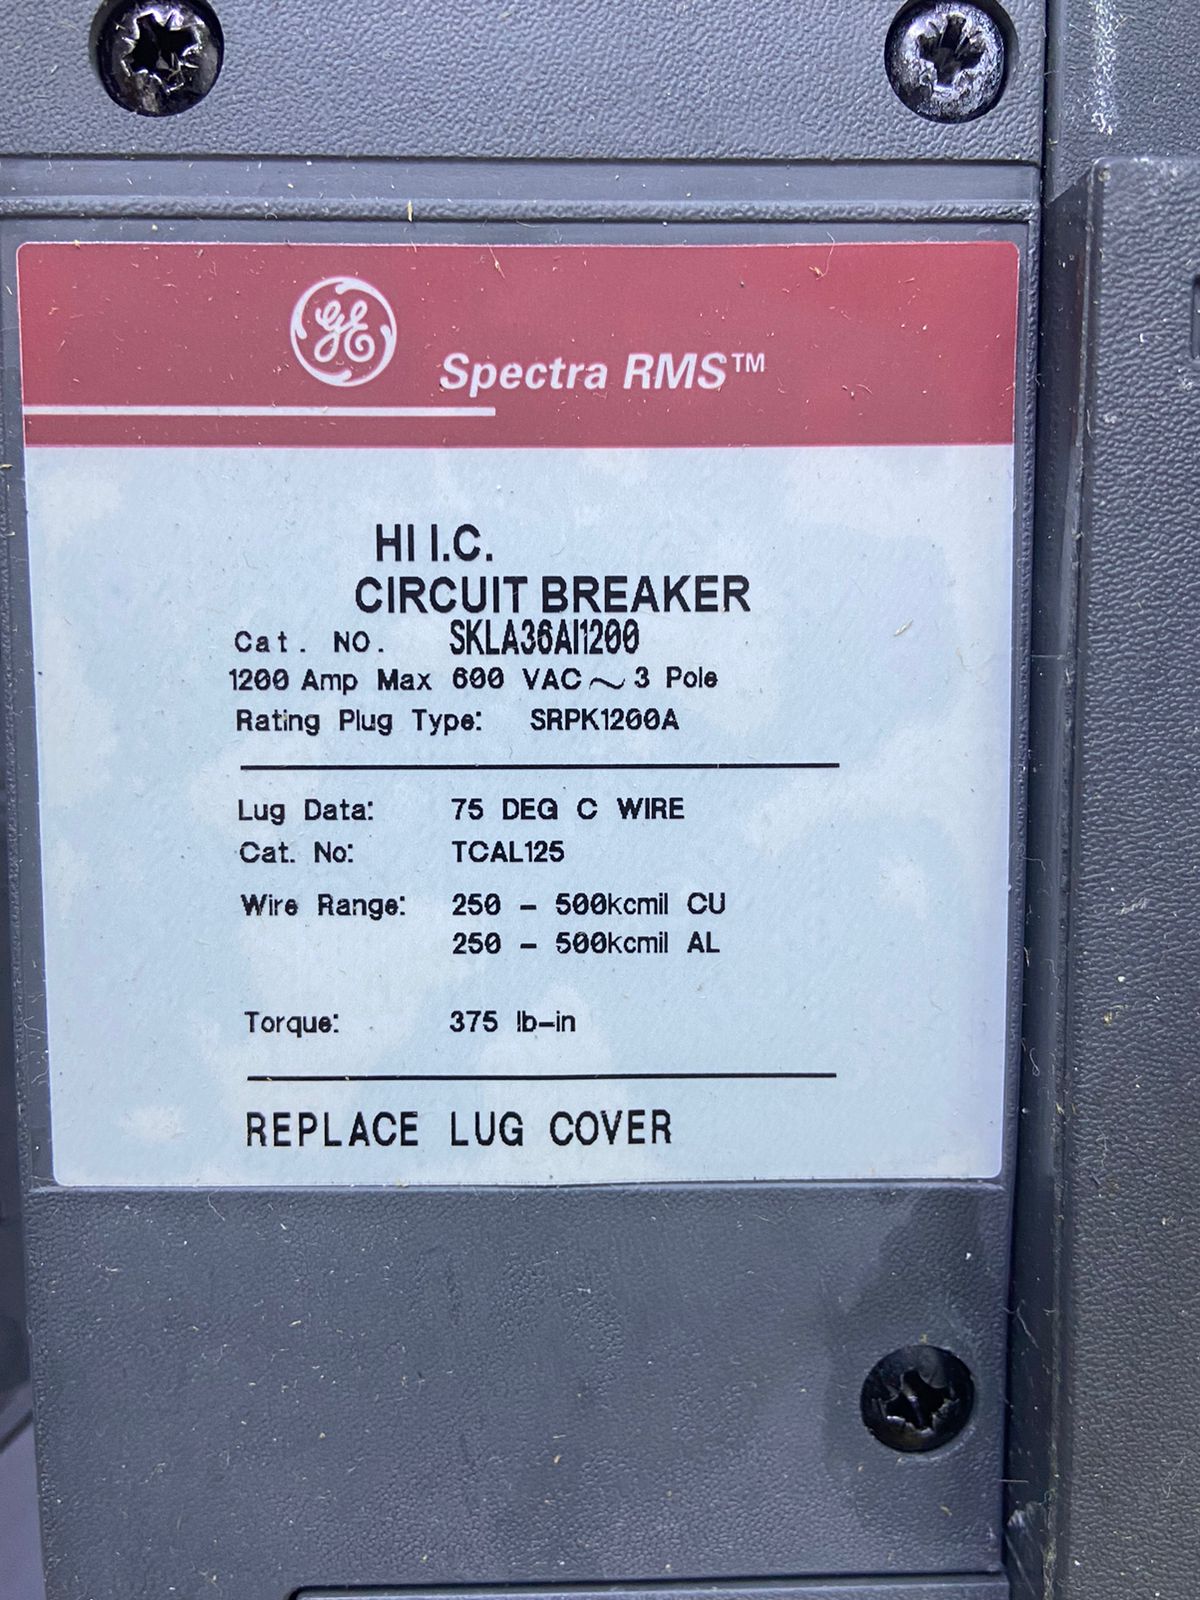 GE
Spectra RMS™
HI I.C.
CIRCUIT BREAKER
Cat. NO. SKLA36AI1200
1200 Amp Max 600 VAC ~ 3 Pole
Rating Plug Type: SRPK1200A
Lug Data: 75 DEG C WIRE
Cat. No: TCAL125
Wire Range: 250 - 500kcmil CU
250 - 500kcmil AL
Torque: 375 lb-in
REPLACE LUG COVER